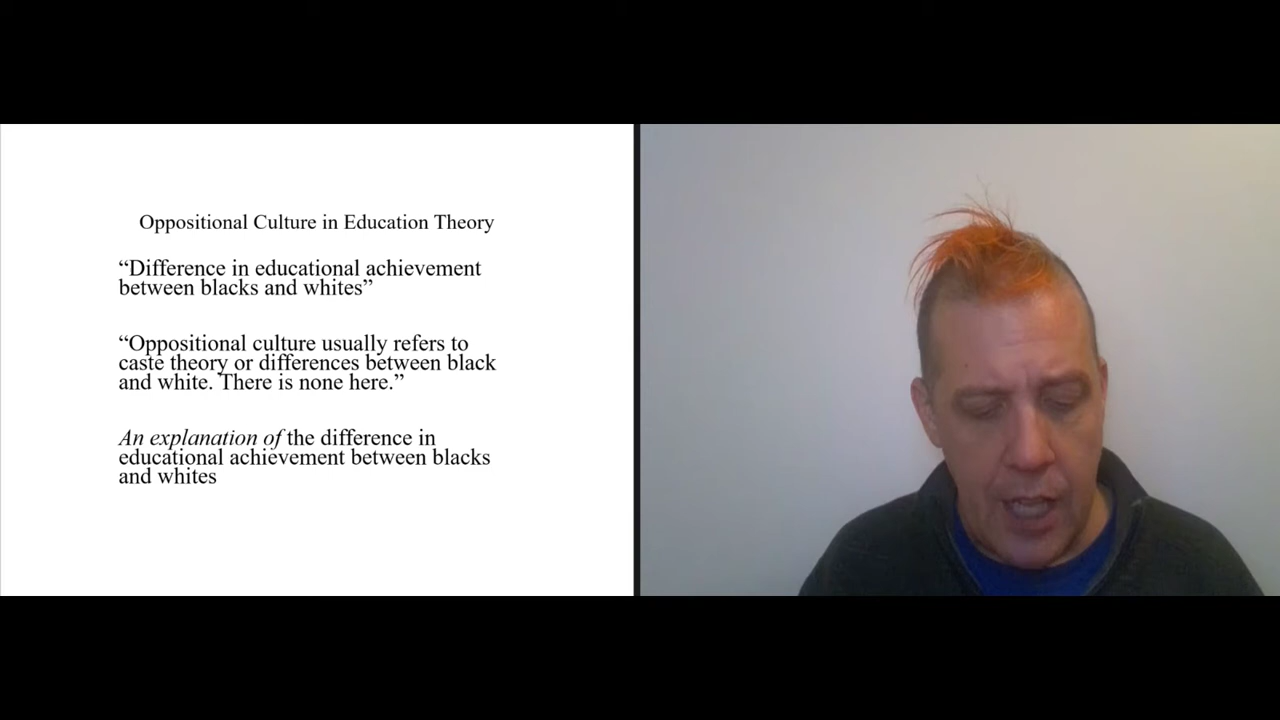 Oppositional Culture in Education Theory
“Difference in educational achievement
between blacks and whites”
“Oppositional culture usually refers to
caste theory or differences between black
and white. There is none here.”
An explanation of the difference in
educational achievement between blacks
and whites